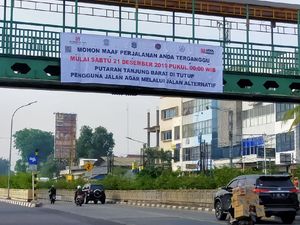 MOHON MAAF PERJALANAN ANDA TERGANGGU
MULAI SABTU 21 DESEMBER 2019 PUKUL 00:00 WIB
PUTARAN TANJUNG BARAT DI TUTUP
PENGGUNA JALAN AGAR MELALUI JALAN ALTERNATIF